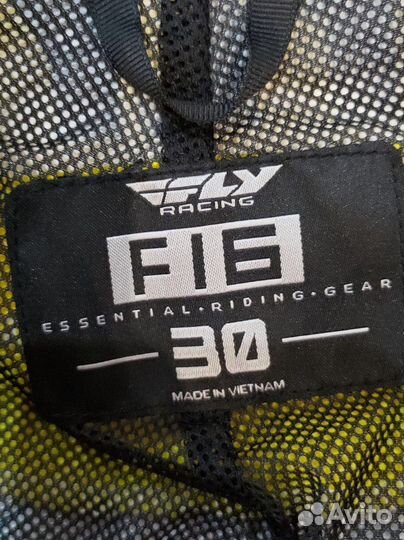 FLY
RACING
F16
ESSENTIAL·RIDING·GEAR
30
MADE IN VIETNAM
Avito